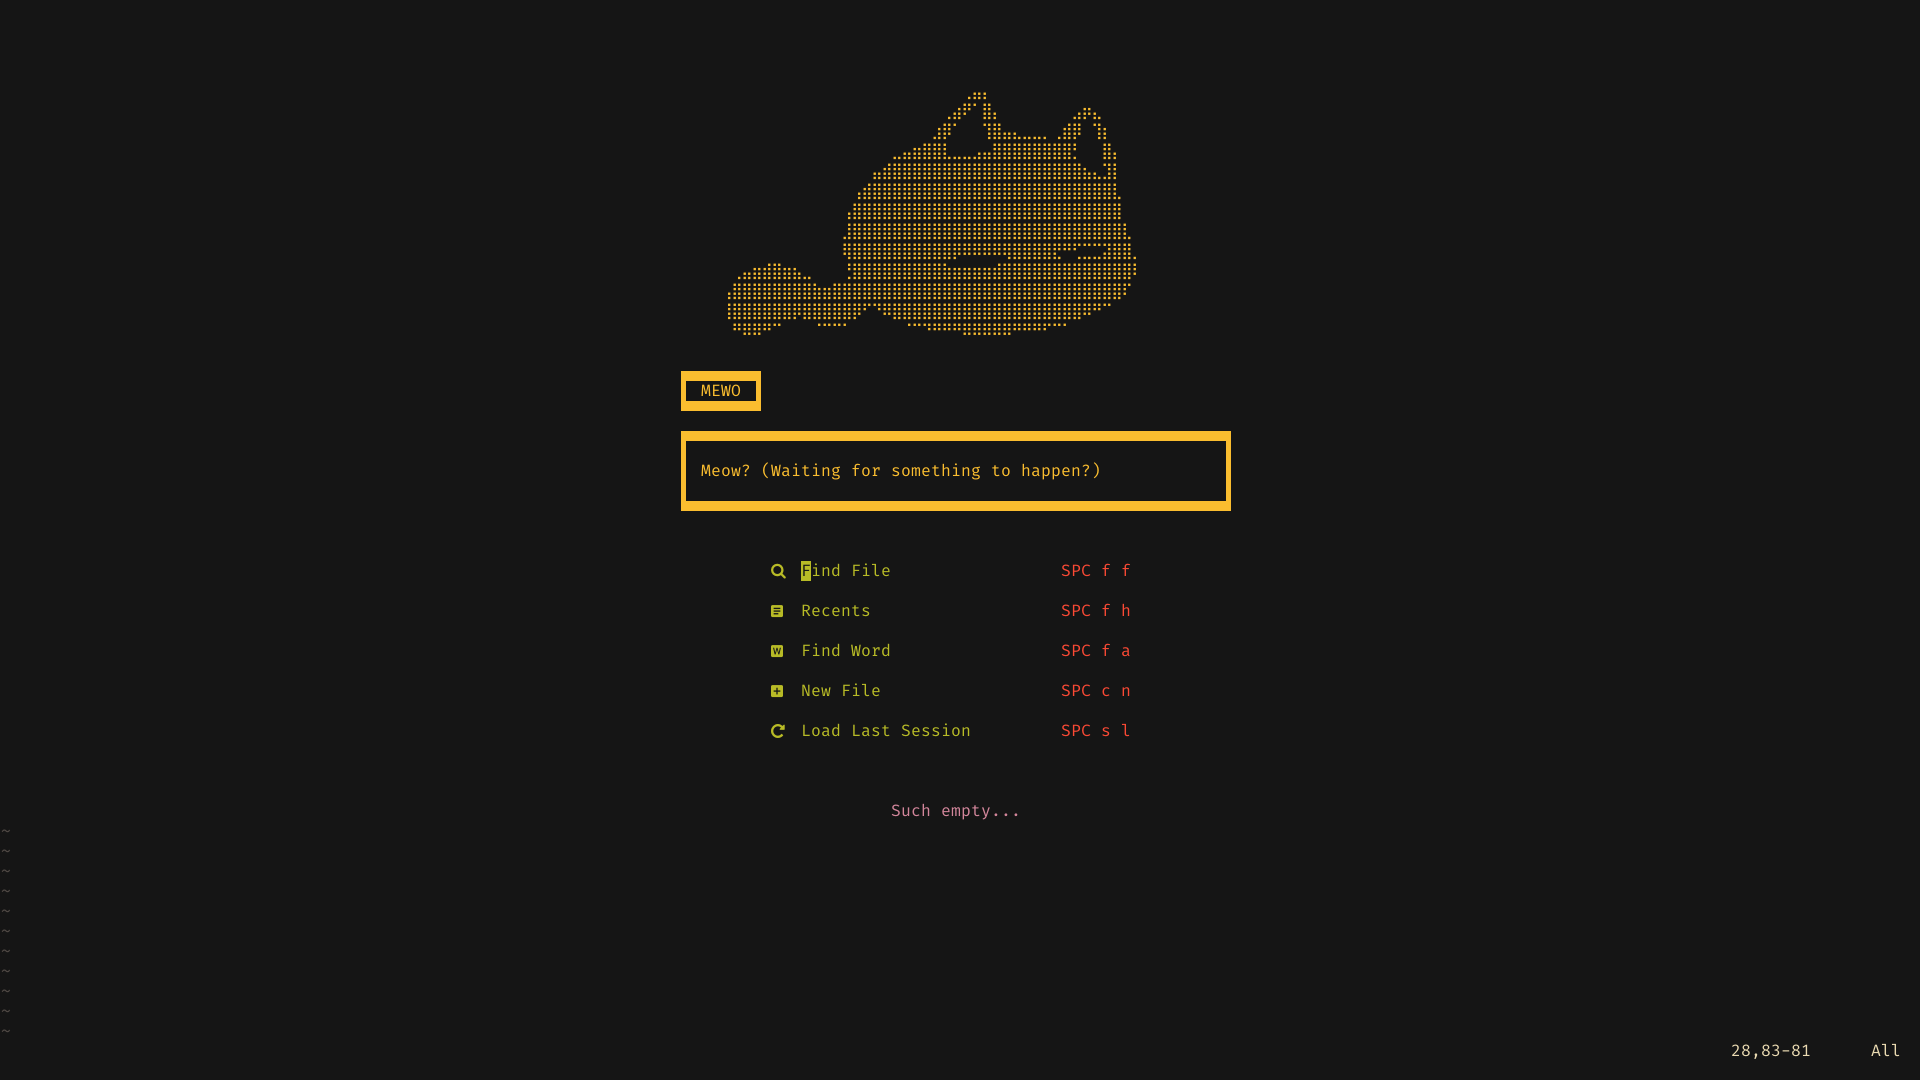 MEWO
Meow? (Waiting for something to happen?)
Find File SPC f f
Recents SPC f h
Find Word SPC f a
New File SPC c n
Load Last Session SPC s l
Such empty...
~
~
~
~
~
~
~
~
~
~
~
28,83-81 All